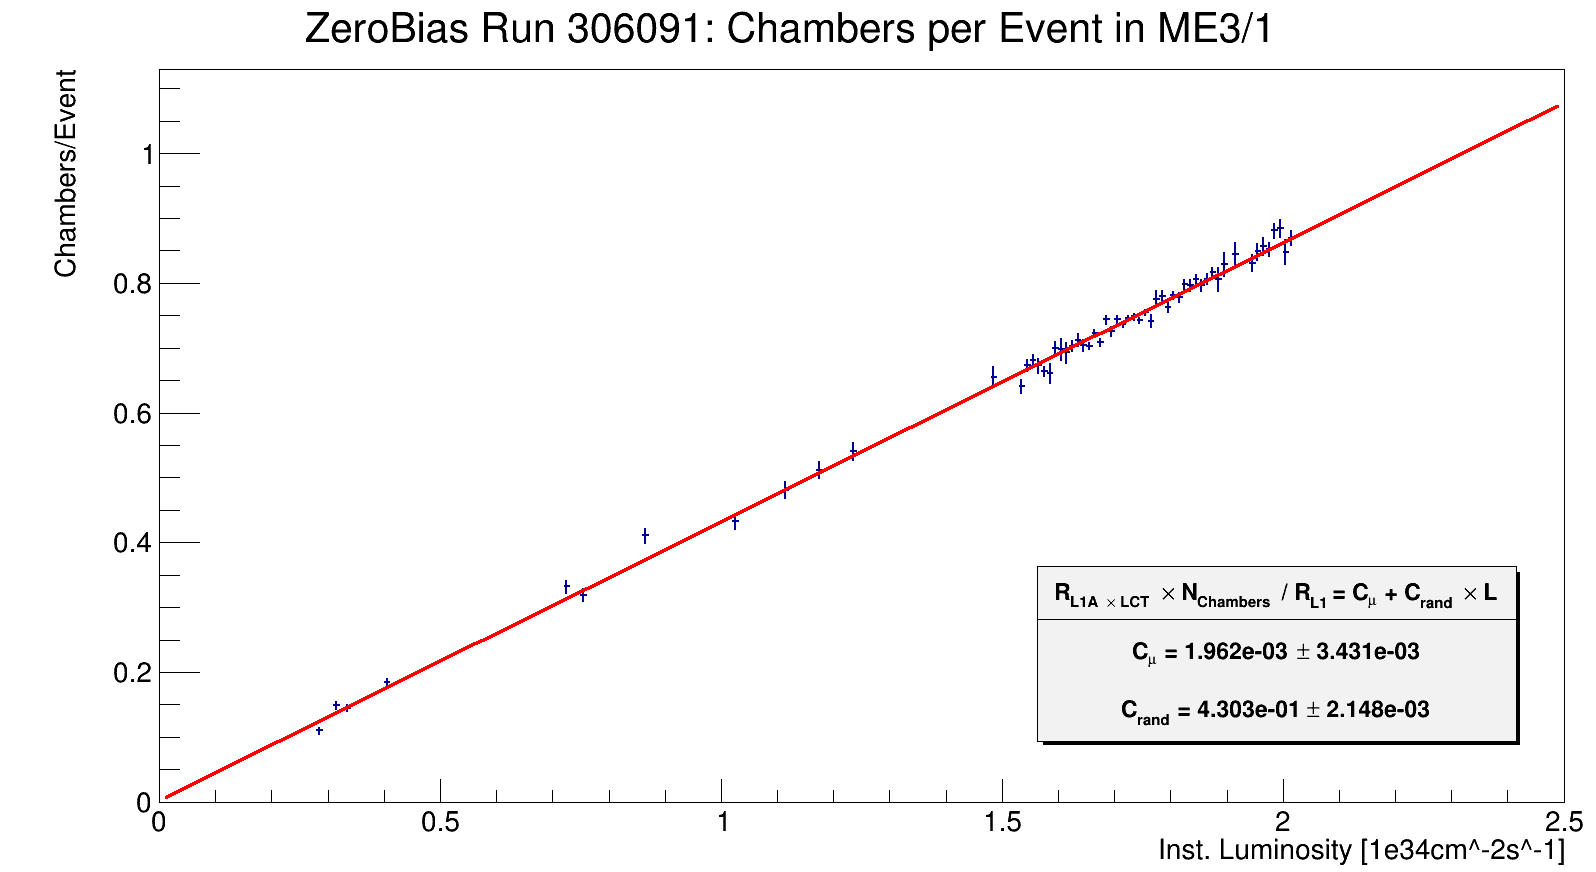 ZeroBias Run 306091: Chambers per Event in ME3/1
Chambers/Event
1
0.8
0.6
0.4
0.2
0
R_L1A × LCT × N_Chambers / R_L1 = C_μ + C_rand × L
C_μ = 1.962e-03 ± 3.431e-03
C_rand = 4.303e-01 ± 2.148e-03
0 0.5 1 1.5 2 2.5
Inst. Luminosity [1e34cm^-2s^-1]